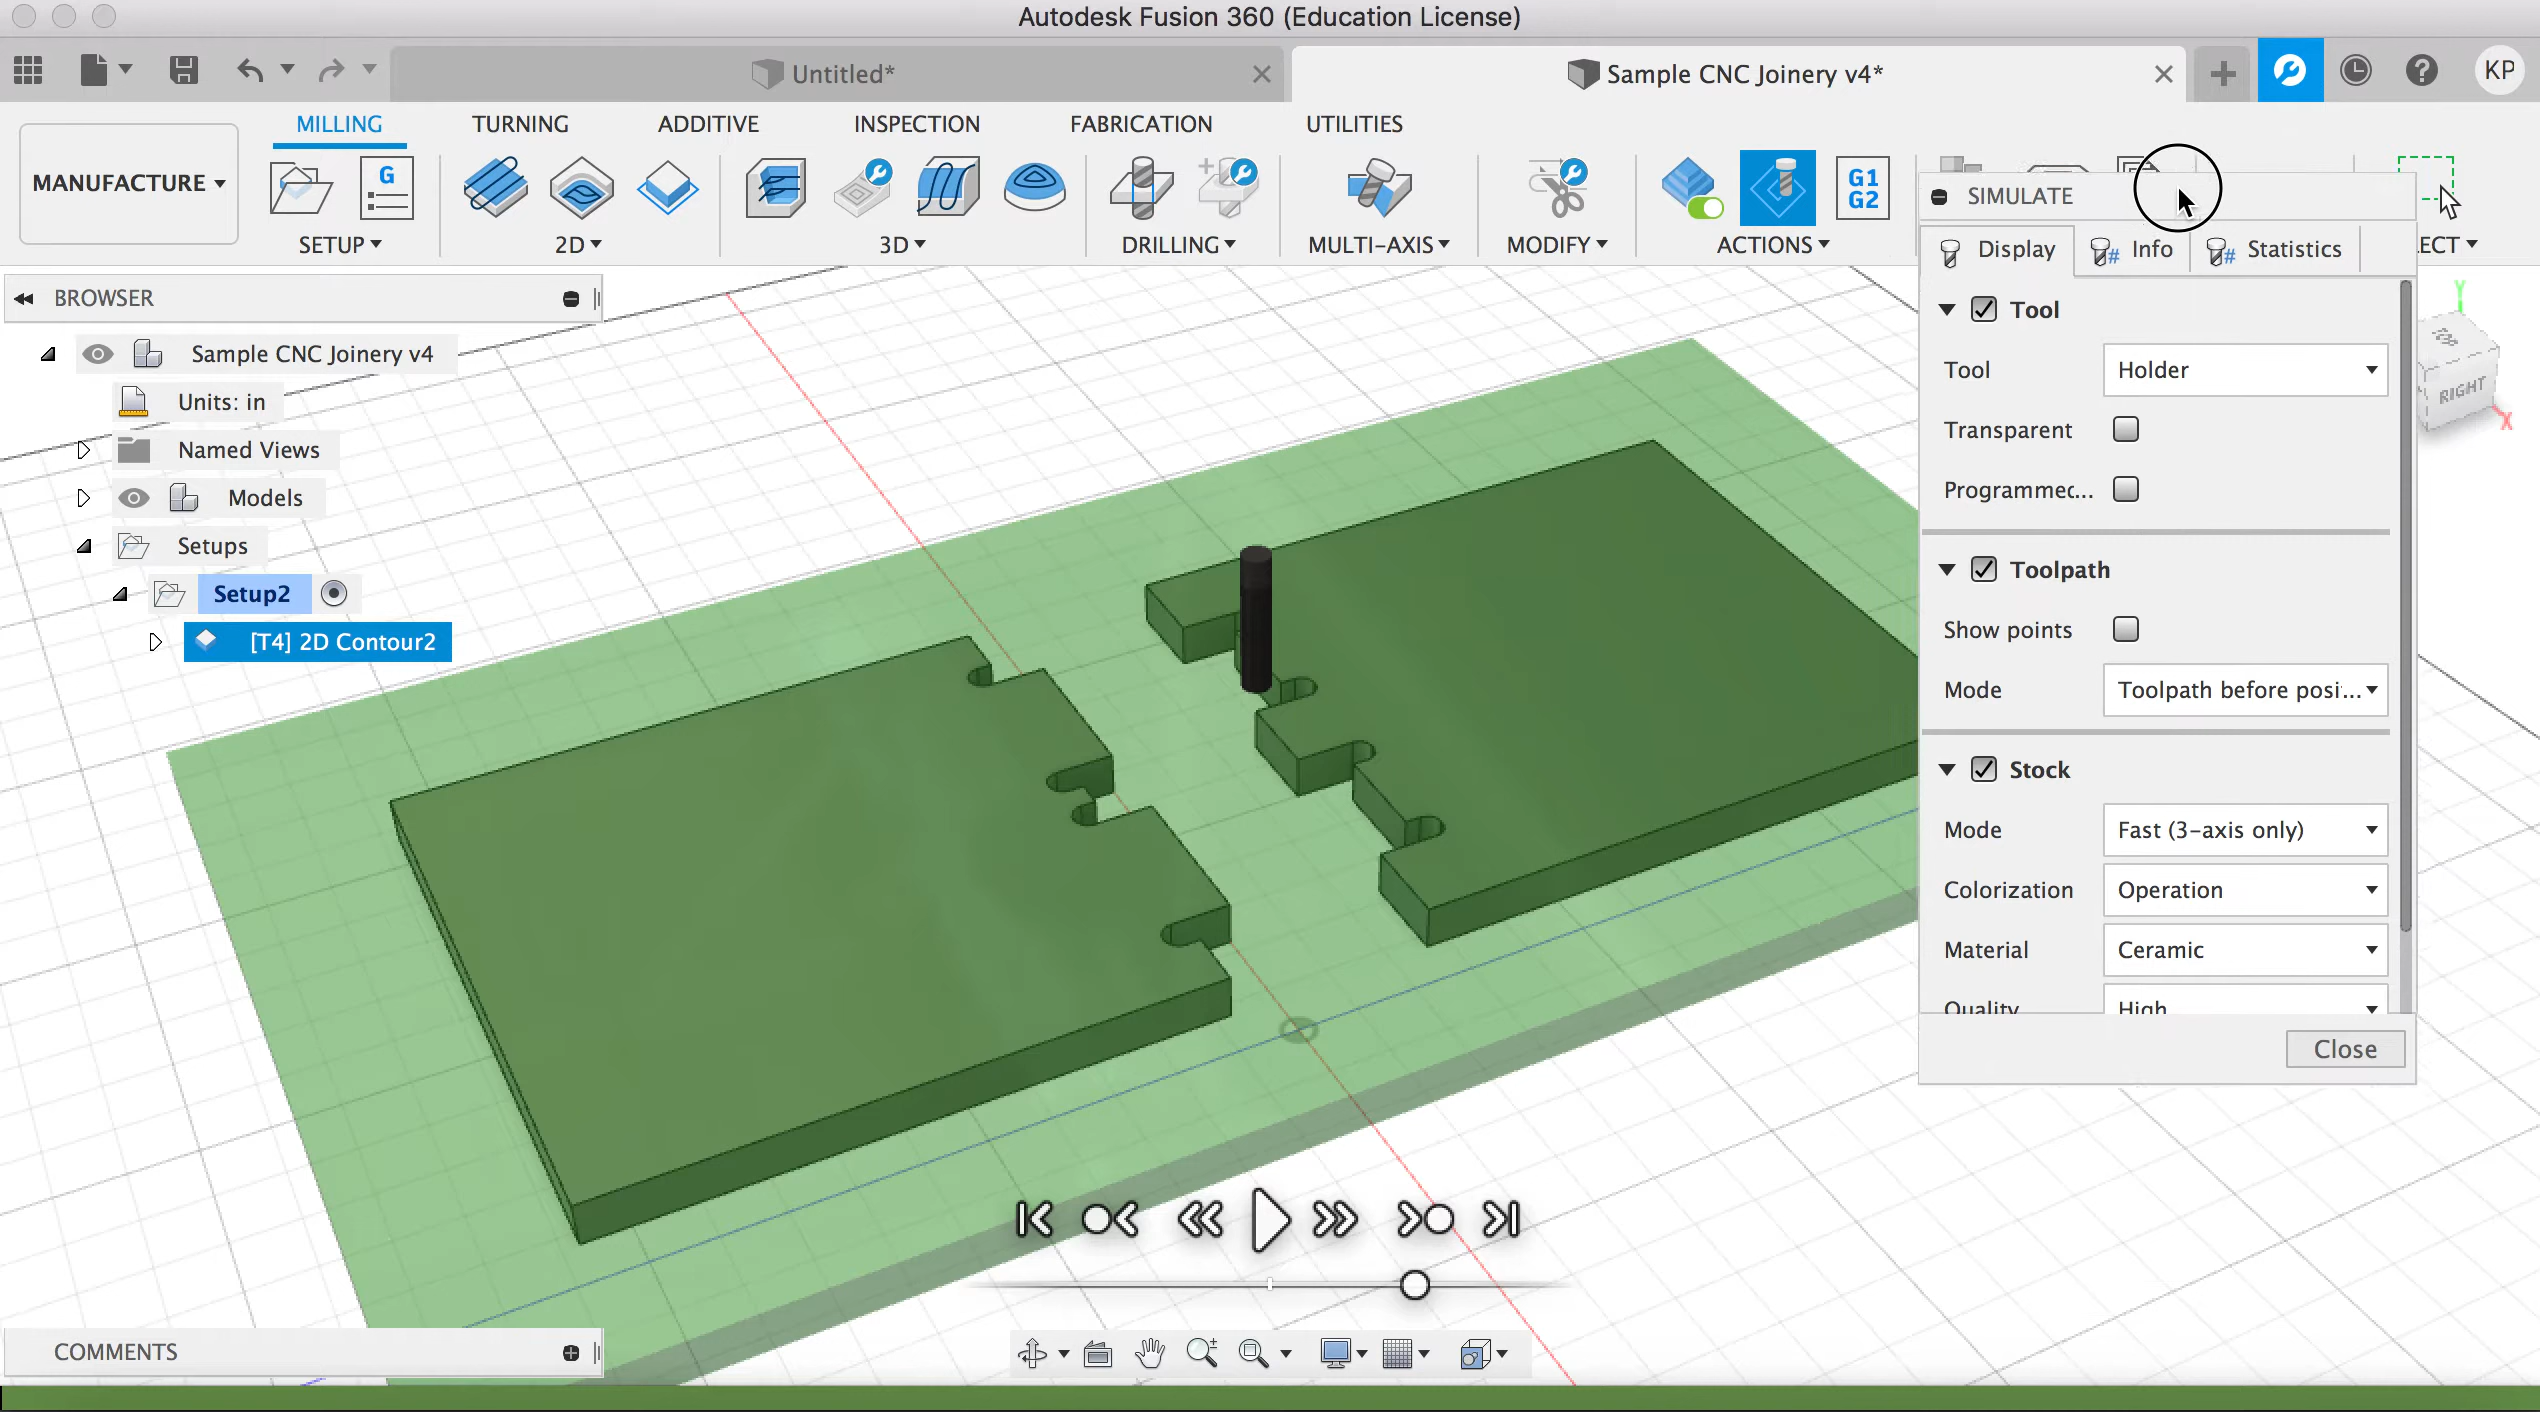 Autodesk Fusion 360 (Education License)
Untitled*
Sample CNC Joinery v4*
KP
MILLING
TURNING
ADDITIVE
INSPECTION
FABRICATION
UTILITIES
MANUFACTURE
G
G1
G2
SETUP
2D
3D
DRILLING
MULTI-AXIS
MODIFY
ACTIONS
ECT
BROWSER
Sample CNC Joinery v4
Units: in
Named Views
Models
Setups
Setup2
[T4] 2D Contour2
SIMULATE
Display
# Info
# Statistics
Tool
Tool
Holder
Transparent
Programmec...
Toolpath
Show points
Mode
Toolpath before posi...
Stock
Mode
Fast (3-axis only)
Colorization
Operation
Material
Ceramic
Quality
High
Close
Y
RIGHT
X
COMMENTS